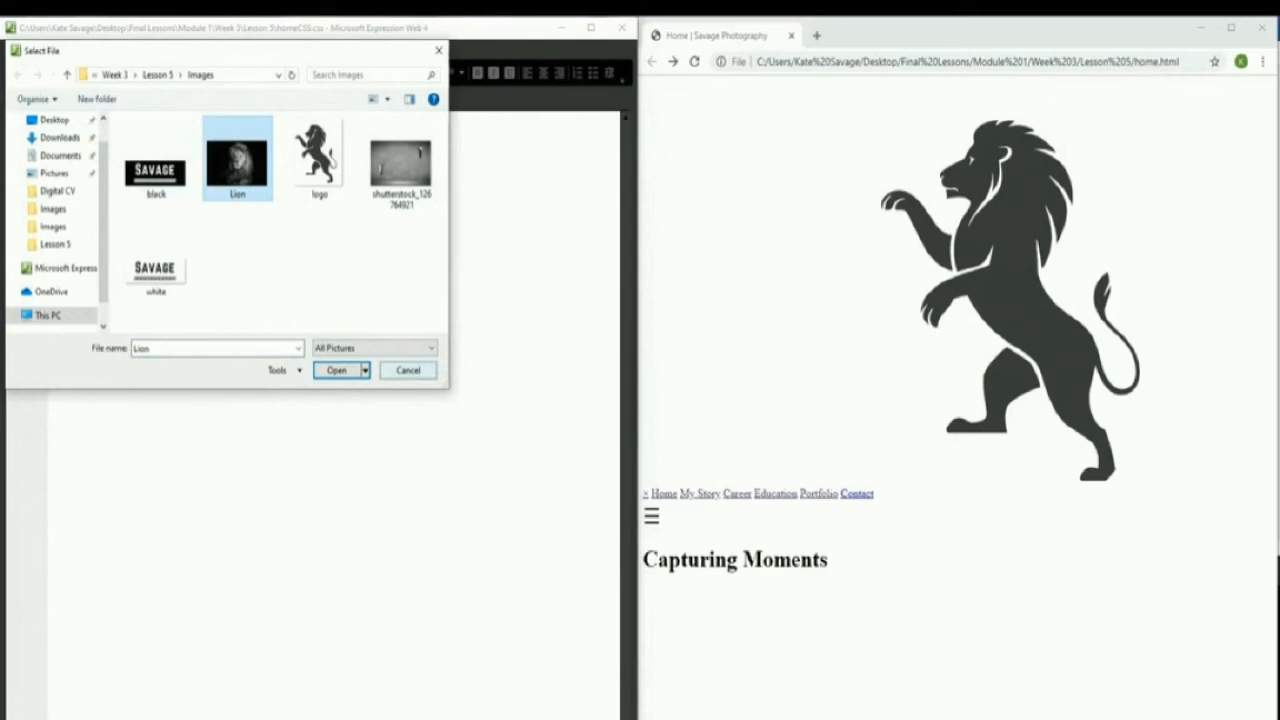 C:\Users\Kate Savage\Desktop\Final Lessons\Module 1\Week 3\Lesson 5\homeCSS.css - Microsoft Expression Web 4
Select File
« Week 3 > Lesson 5 > Images
Search Images
Organise
New folder
Desktop
Downloads
Documents
Pictures
Digital CV
Images
Images
Lesson 5
Microsoft Express
OneDrive
This PC
SAVAGE
black
Lion
logo
shutterstock_126
764921
SAVAGE
white
File name: Lion
All Pictures
Tools
Open
Cancel
Home | Savage Photography
File | C:/Users/Kate%20Savage/Desktop/Final%20Lessons/Module%201/Week%203/Lesson%205/home.html
K
× Home My Story Career Education Portfolio Contact
☰
Capturing Moments